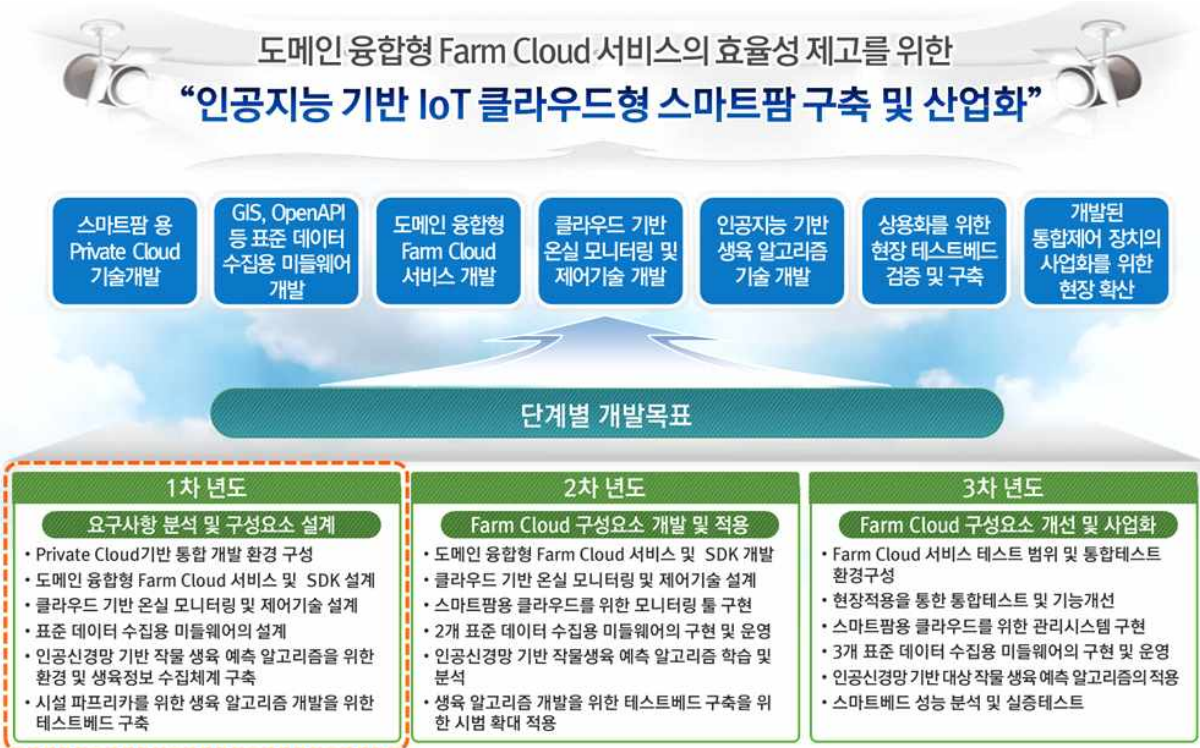 도메인 융합형 Farm Cloud 서비스의 효율성 제고를 위한
“인공지능 기반 IoT 클라우드형 스마트팜 구축 및 산업화”
스마트팜 용
Private Cloud
기술개발
GIS, OpenAPI
등 표준 데이터
수집용 미들웨어
개발
도메인 융합형
Farm Cloud
서비스 개발
클라우드 기반
온실 모니터링 및
제어기술 개발
인공지능 기반
생육 알고리즘
기술 개발
상용화를 위한
현장 테스트베드
검증 및 구축
개발된
통합제어 장치의
사업화를 위한
현장 확산
단계별 개발목표
1차 년도
요구사항 분석 및 구성요소 설계
• Private Cloud기반 통합 개발 환경 구성
• 도메인 융합형 Farm Cloud 서비스 및 SDK 설계
• 클라우드 기반 온실 모니터링 및 제어기술 설계
• 표준 데이터 수집용 미들웨어의 설계
• 인공신경망 기반 작물 생육 예측 알고리즘을 위한
환경 및 생육정보 수집체계 구축
• 시설 파프리카를 위한 생육 알고리즘 개발을 위한
테스트베드 구축
2차 년도
Farm Cloud 구성요소 개발 및 적용
• 도메인 융합형 Farm Cloud 서비스 및 SDK 개발
• 클라우드 기반 온실 모니터링 및 제어기술 설계
• 스마트팜용 클라우드를 위한 모니터링 툴 구현
• 2개 표준 데이터 수집용 미들웨어의 구현 및 운영
• 인공신경망 기반 작물생육 예측 알고리즘 학습 및
분석
• 생육 알고리즘 개발을 위한 테스트베드 구축을 위
한 시범 확대 적용
3차 년도
Farm Cloud 구성요소 개선 및 사업화
• Farm Cloud 서비스 테스트 범위 및 통합테스트
환경구성
• 현장적용을 통한 통합테스트 및 기능개선
• 스마트팜용 클라우드를 위한 관리시스템 구현
• 3개 표준 데이터 수집용 미들웨어의 구현 및 운영
• 인공신경망 기반 대상 작물 생육 예측 알고리즘의 적용
• 스마트베드 성능 분석 및 실증테스트